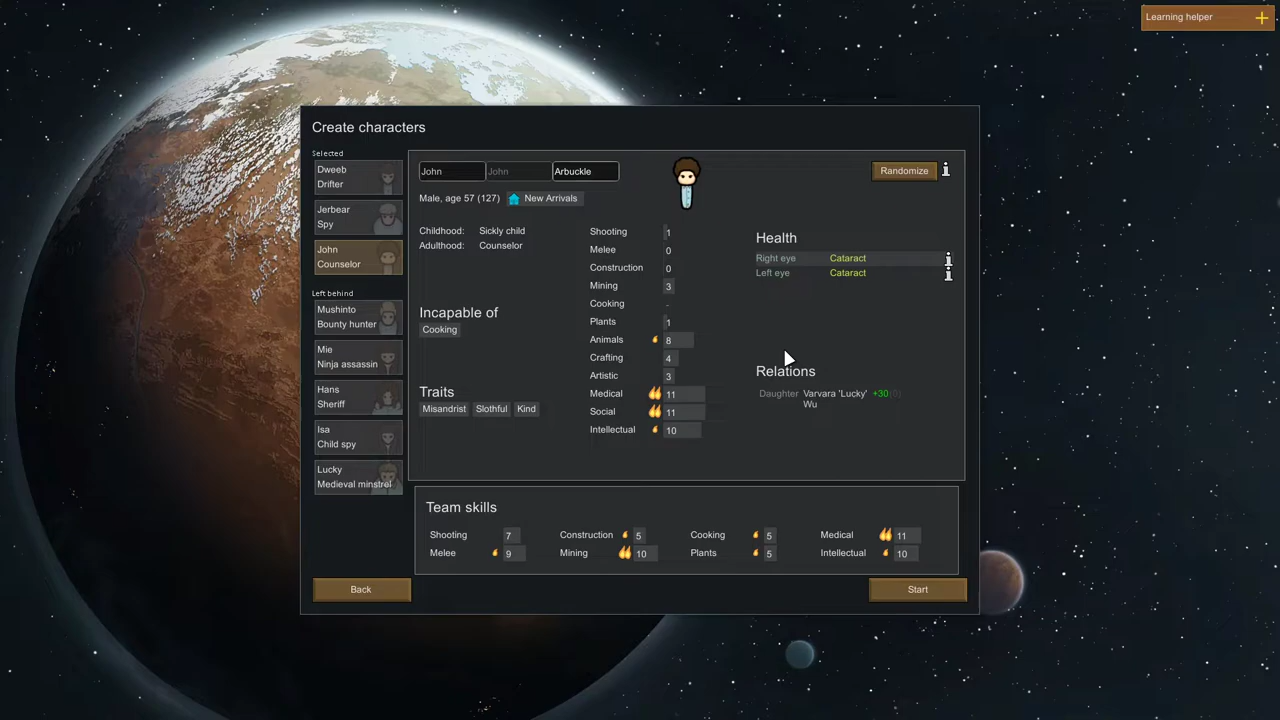 Learning helper
Create characters
Selected
Dweeb
Drifter
Jerbear
Spy
John
Counselor
Left behind
Mushinto
Bounty hunter
Mie
Ninja assassin
Hans
Sheriff
Isa
Child spy
Lucky
Medieval minstrel
John John Arbuckle
Randomize
Male, age 57 (127) New Arrivals
Childhood: Sickly child
Adulthood: Counselor
Incapable of
Cooking
Traits
Misandrist Slothful Kind
Shooting 1
Melee 0
Construction 0
Mining 3
Cooking -
Plants 1
Animals 8
Crafting 4
Artistic 3
Medical 11
Social 11
Intellectual 10
Health
Right eye Cataract
Left eye Cataract
Relations
Daughter Varvara 'Lucky' +30(0)
Wu
Team skills
Shooting 7 Construction 5 Cooking 5 Medical 11
Melee 9 Mining 10 Plants 5 Intellectual 10
Back
Start